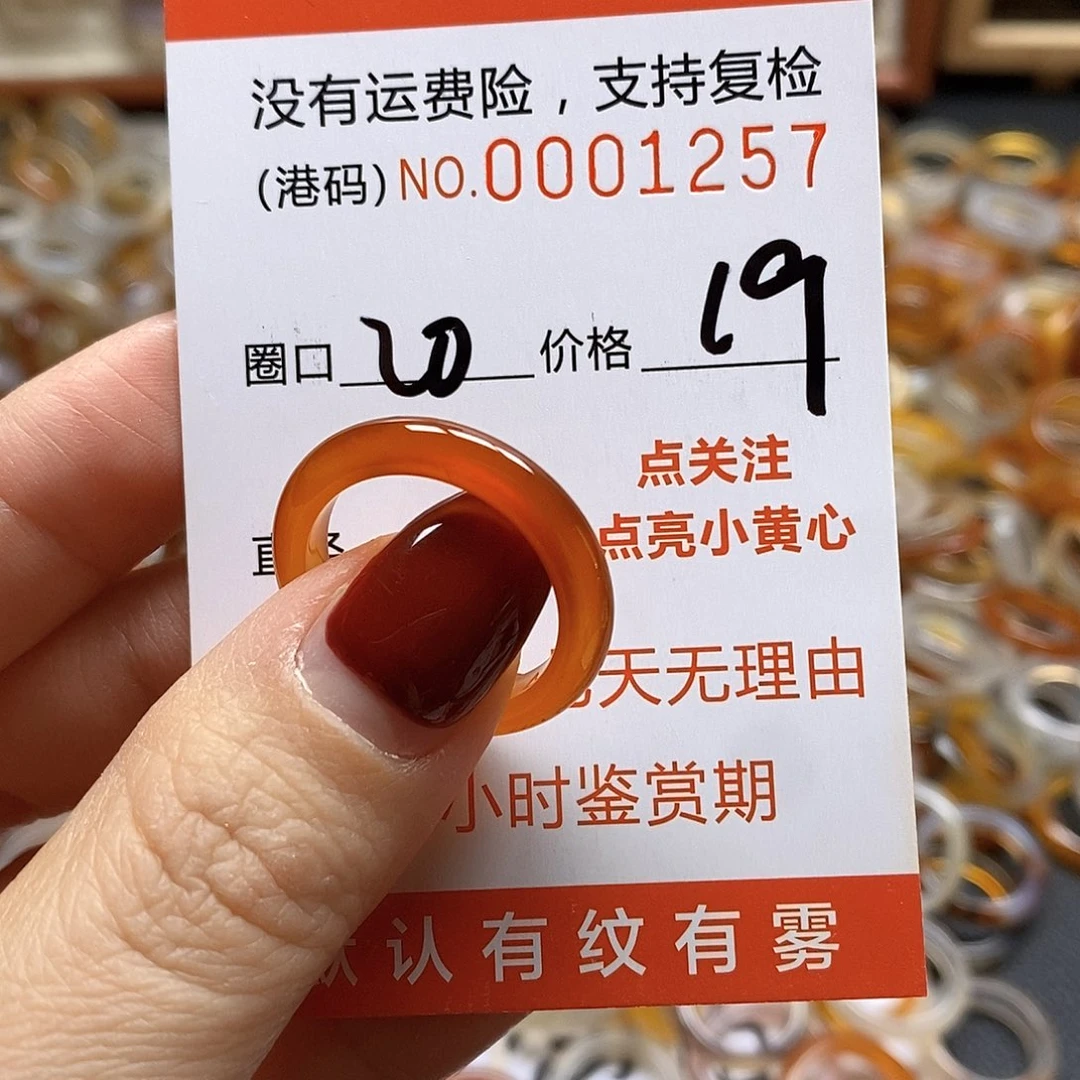 没有运费险，支持复检
(港码) NO.0001257
圈口 20 价格 19
点关注
点亮小黄心
天无理由
小时鉴赏期
认有纹有雾